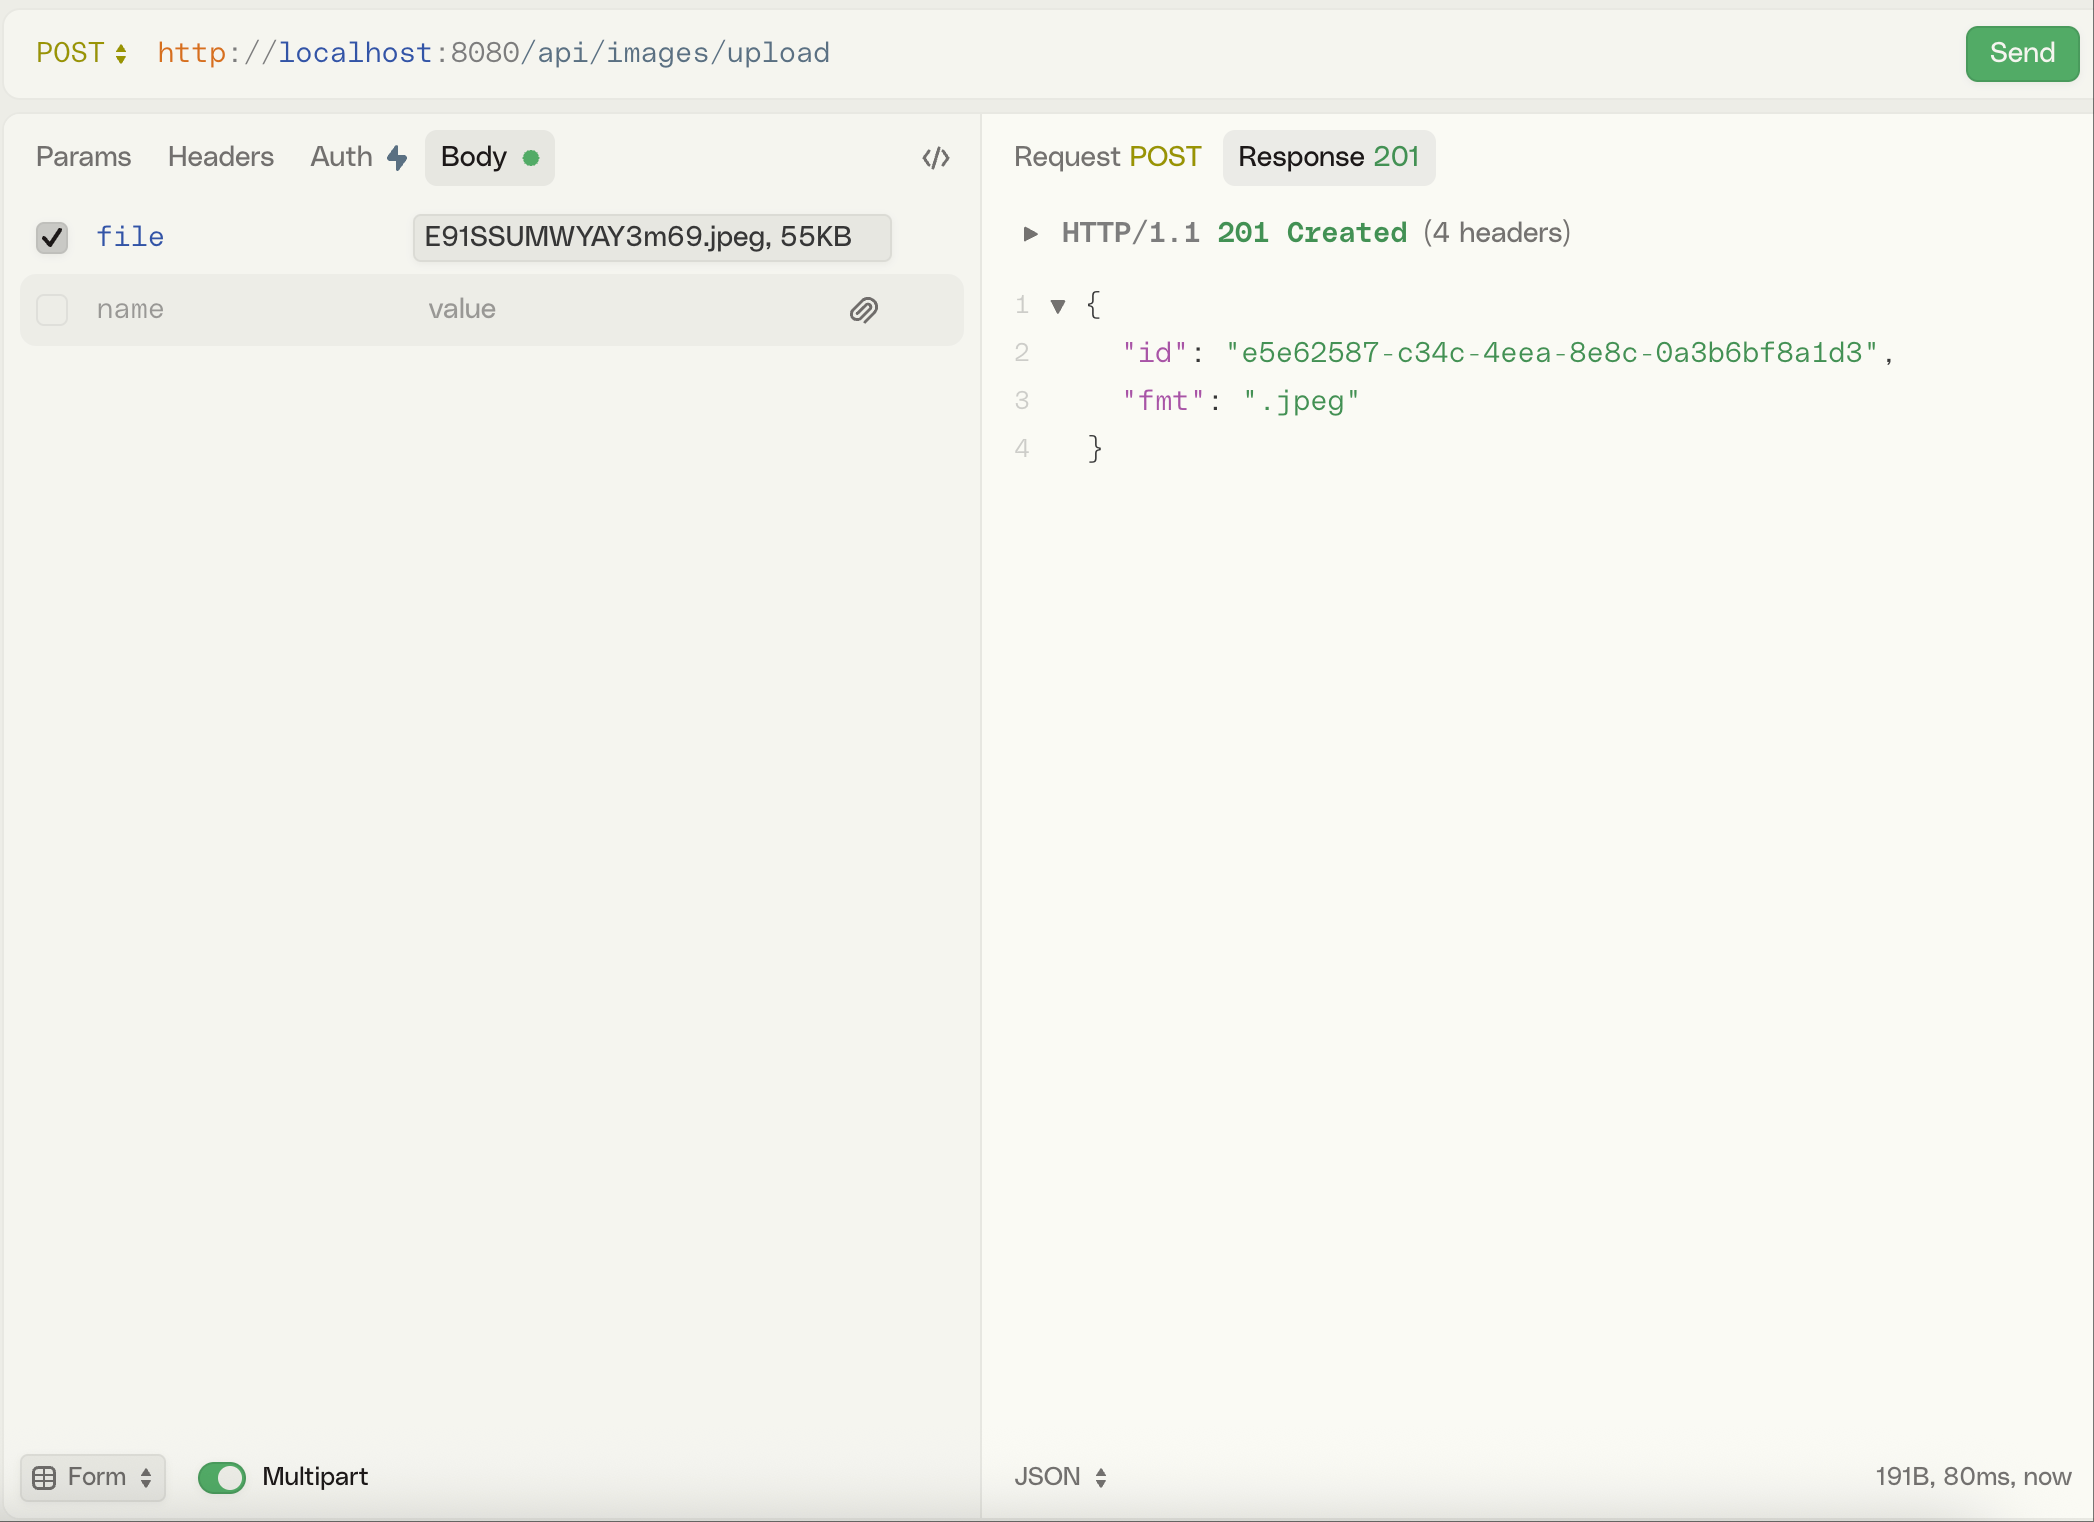 POST http://localhost:8080/api/images/upload Send
Params Headers Auth Body
file E91SSUMWYAY3m69.jpeg, 55KB
name value
Form Multipart
Request POST Response 201
HTTP/1.1 201 Created (4 headers)
1 {
2 "id": "e5e62587-c34c-4eea-8e8c-0a3b6bf8a1d3",
3 "fmt": ".jpeg"
4 }
JSON 191B, 80ms, now